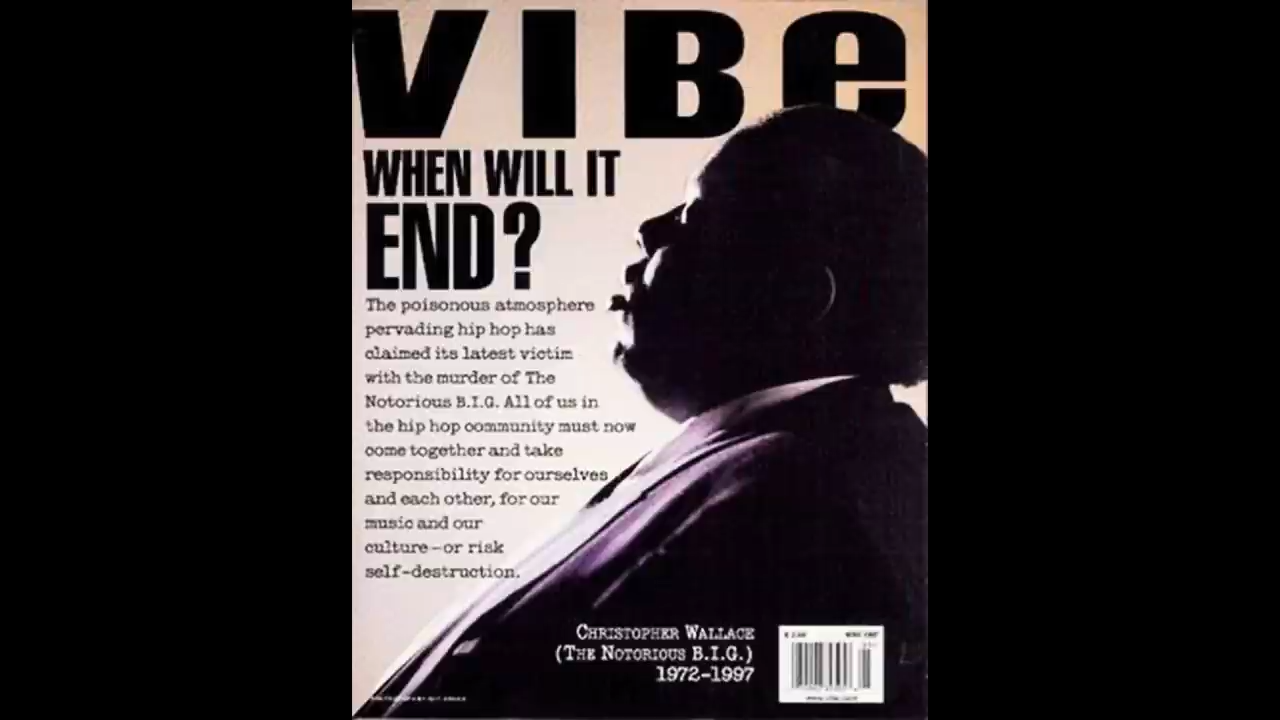 VIBe
WHEN WILL IT
END?
The poisonous atmosphere
pervading hip hop has
claimed its latest victim
with the murder of The
Notorious B.I.G. All of us in
the hip hop community must now
come together and take
responsibility for ourselves
and each other, for our
music and our
culture–or risk
self-destruction.
CHRISTOPHER WALLACE
(THE NOTORIOUS B.I.G.)
1972-1997